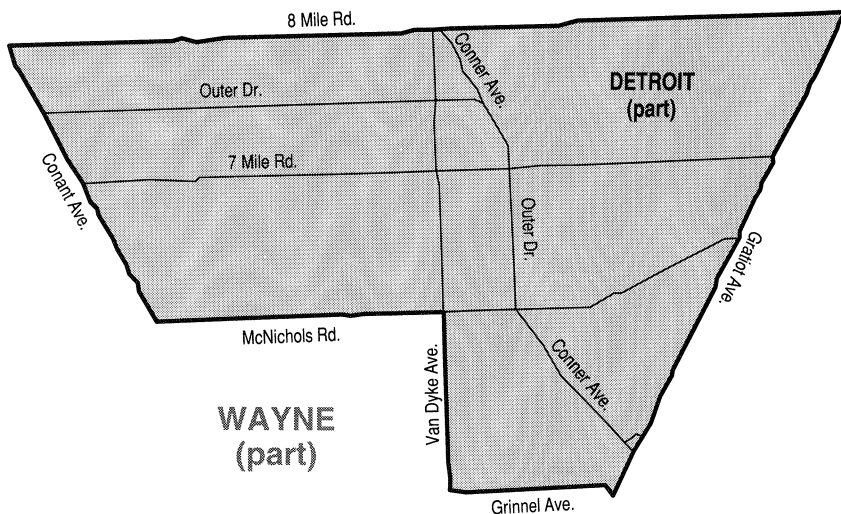 8 Mile Rd.
Conner Ave.
Outer Dr.
DETROIT
(part)
7 Mile Rd.
Conant Ave.
Outer Dr.
Gratiot Ave.
McNichols Rd.
Conner Ave.
Van Dyke Ave.
WAYNE
(part)
Grinnel Ave.